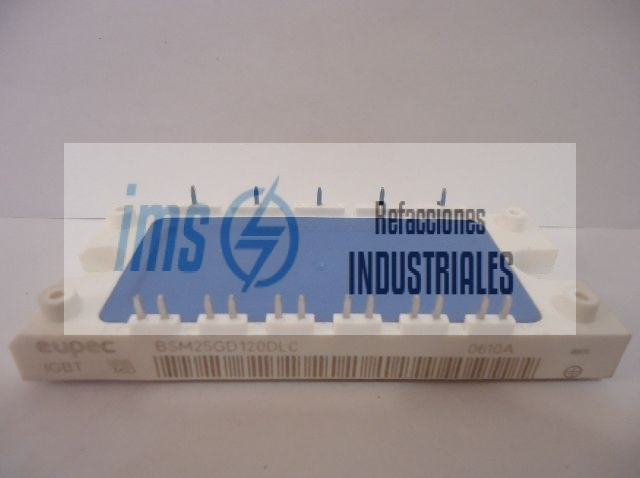 ims
Refacciones
INDUSTRIALES
eupec
BSM25GD120DLC
0610A
IGBT